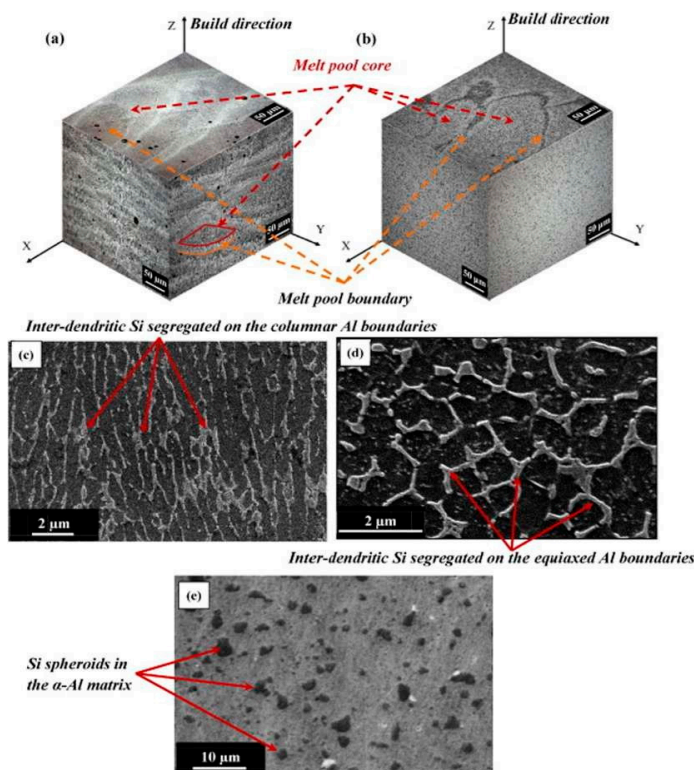 (a)
Z
Build direction
(b)
Z
Build direction
Melt pool core
50 µm
50 µm
X
Y
X
Y
50 µm
50 µm
50 µm
50 µm
Melt pool boundary
Inter-dendritic Si segregated on the columnar Al boundaries
(c)
(d)
2 µm
2 µm
Inter-dendritic Si segregated on the equiaxed Al boundaries
(e)
Si spheroids in
the α-Al matrix
10 µm